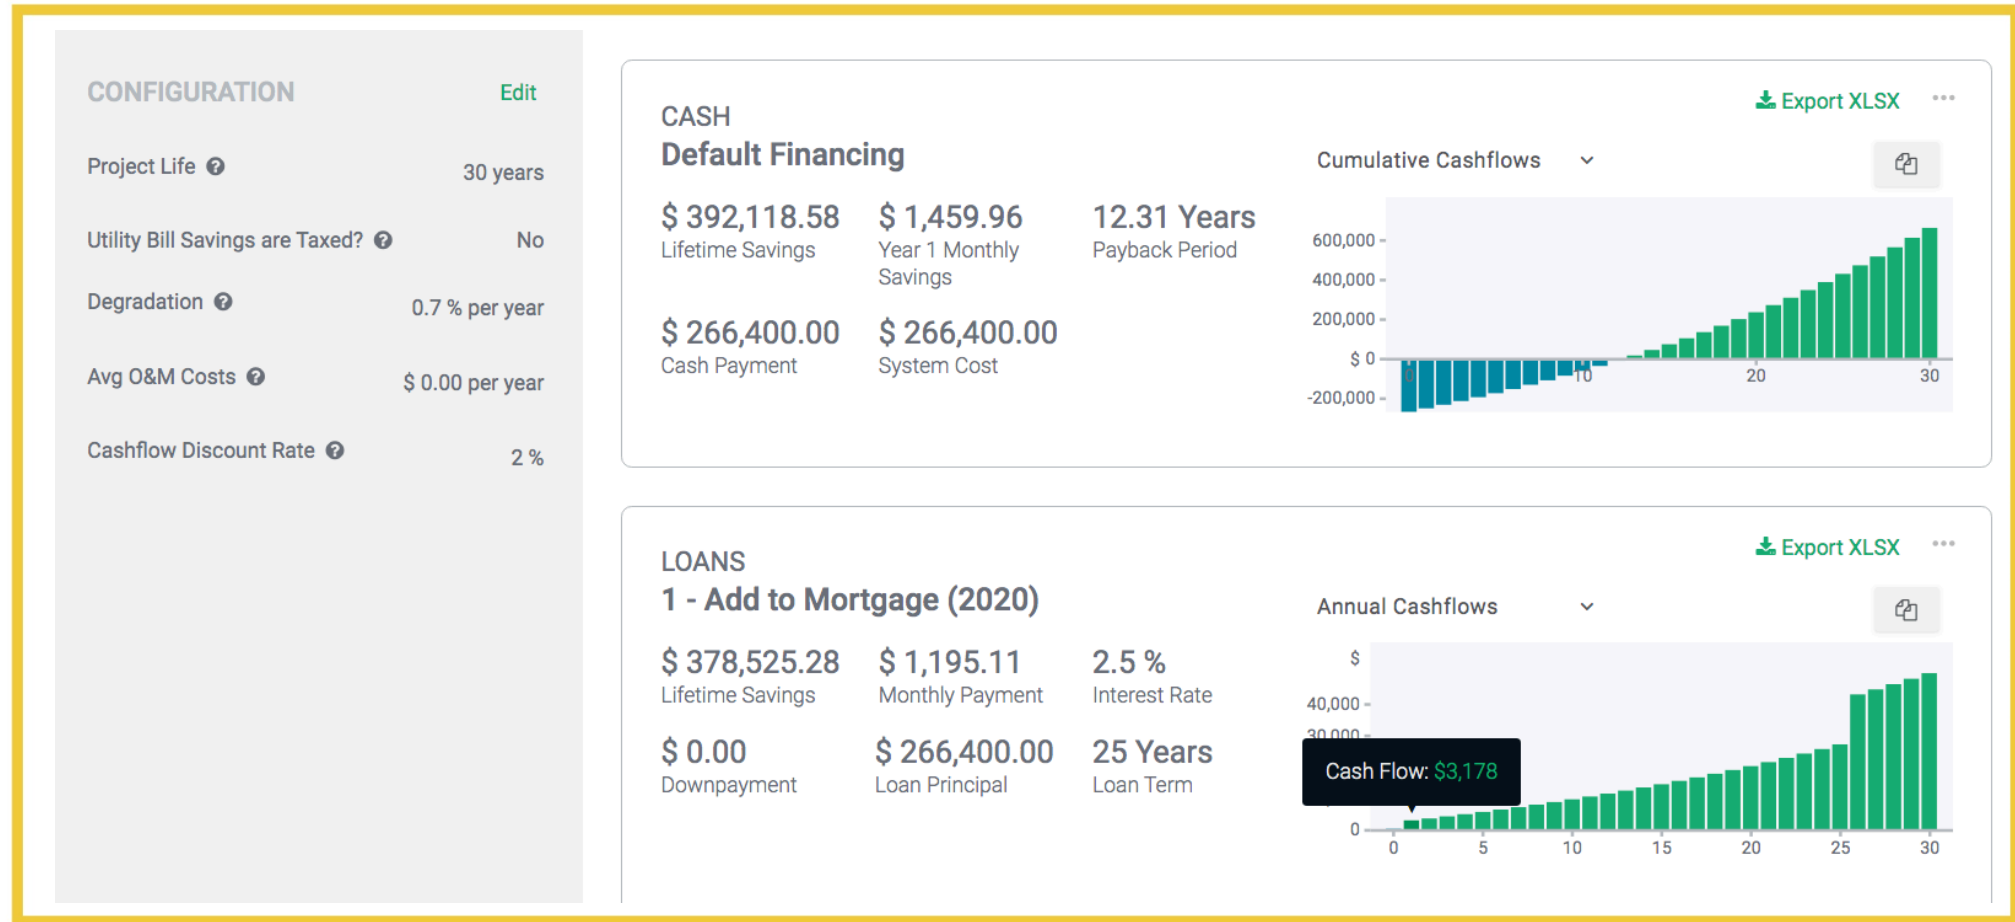 CONFIGURATION Edit
Project Life 30 years
Utility Bill Savings are Taxed? No
Degradation 0.7 % per year
Avg O&M Costs $ 0.00 per year
Cashflow Discount Rate 2 %
Export XLSX
CASH
Default Financing
$ 392,118.58 $ 1,459.96 12.31 Years
Lifetime Savings Year 1 Monthly Payback Period
Savings
$ 266,400.00 $ 266,400.00
Cash Payment System Cost
Cumulative Cashflows
600,000
400,000
200,000
$ 0
-200,000
0 10 20 30
Export XLSX
LOANS
1 - Add to Mortgage (2020)
$ 378,525.28 $ 1,195.11 2.5 %
Lifetime Savings Monthly Payment Interest Rate
$ 0.00 $ 266,400.00 25 Years
Downpayment Loan Principal Loan Term
Annual Cashflows
$
40,000
30,000
Cash Flow: $3,178
0
0 5 10 15 20 25 30